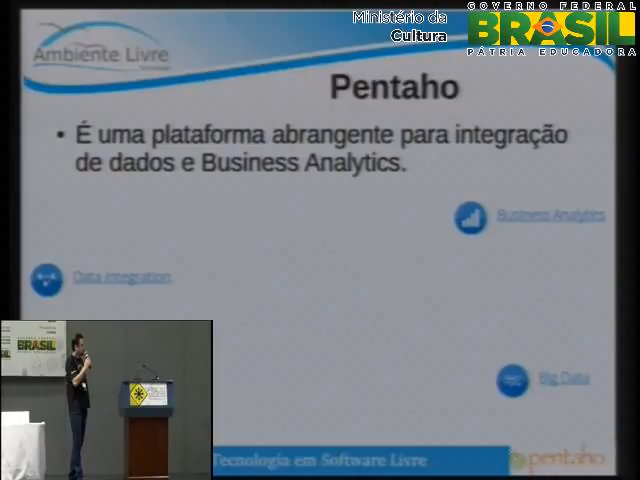 Ministério da
Cultura
GOVERNO FEDERAL
BRASIL
PÁTRIA EDUCADORA
Ambiente Livre
Pentaho
• É uma plataforma abrangente para integração
de dados e Business Analytics.
Business Analytics
Data integration
Big Data
BRASIL
Tecnologia em Software Livre
pentaho